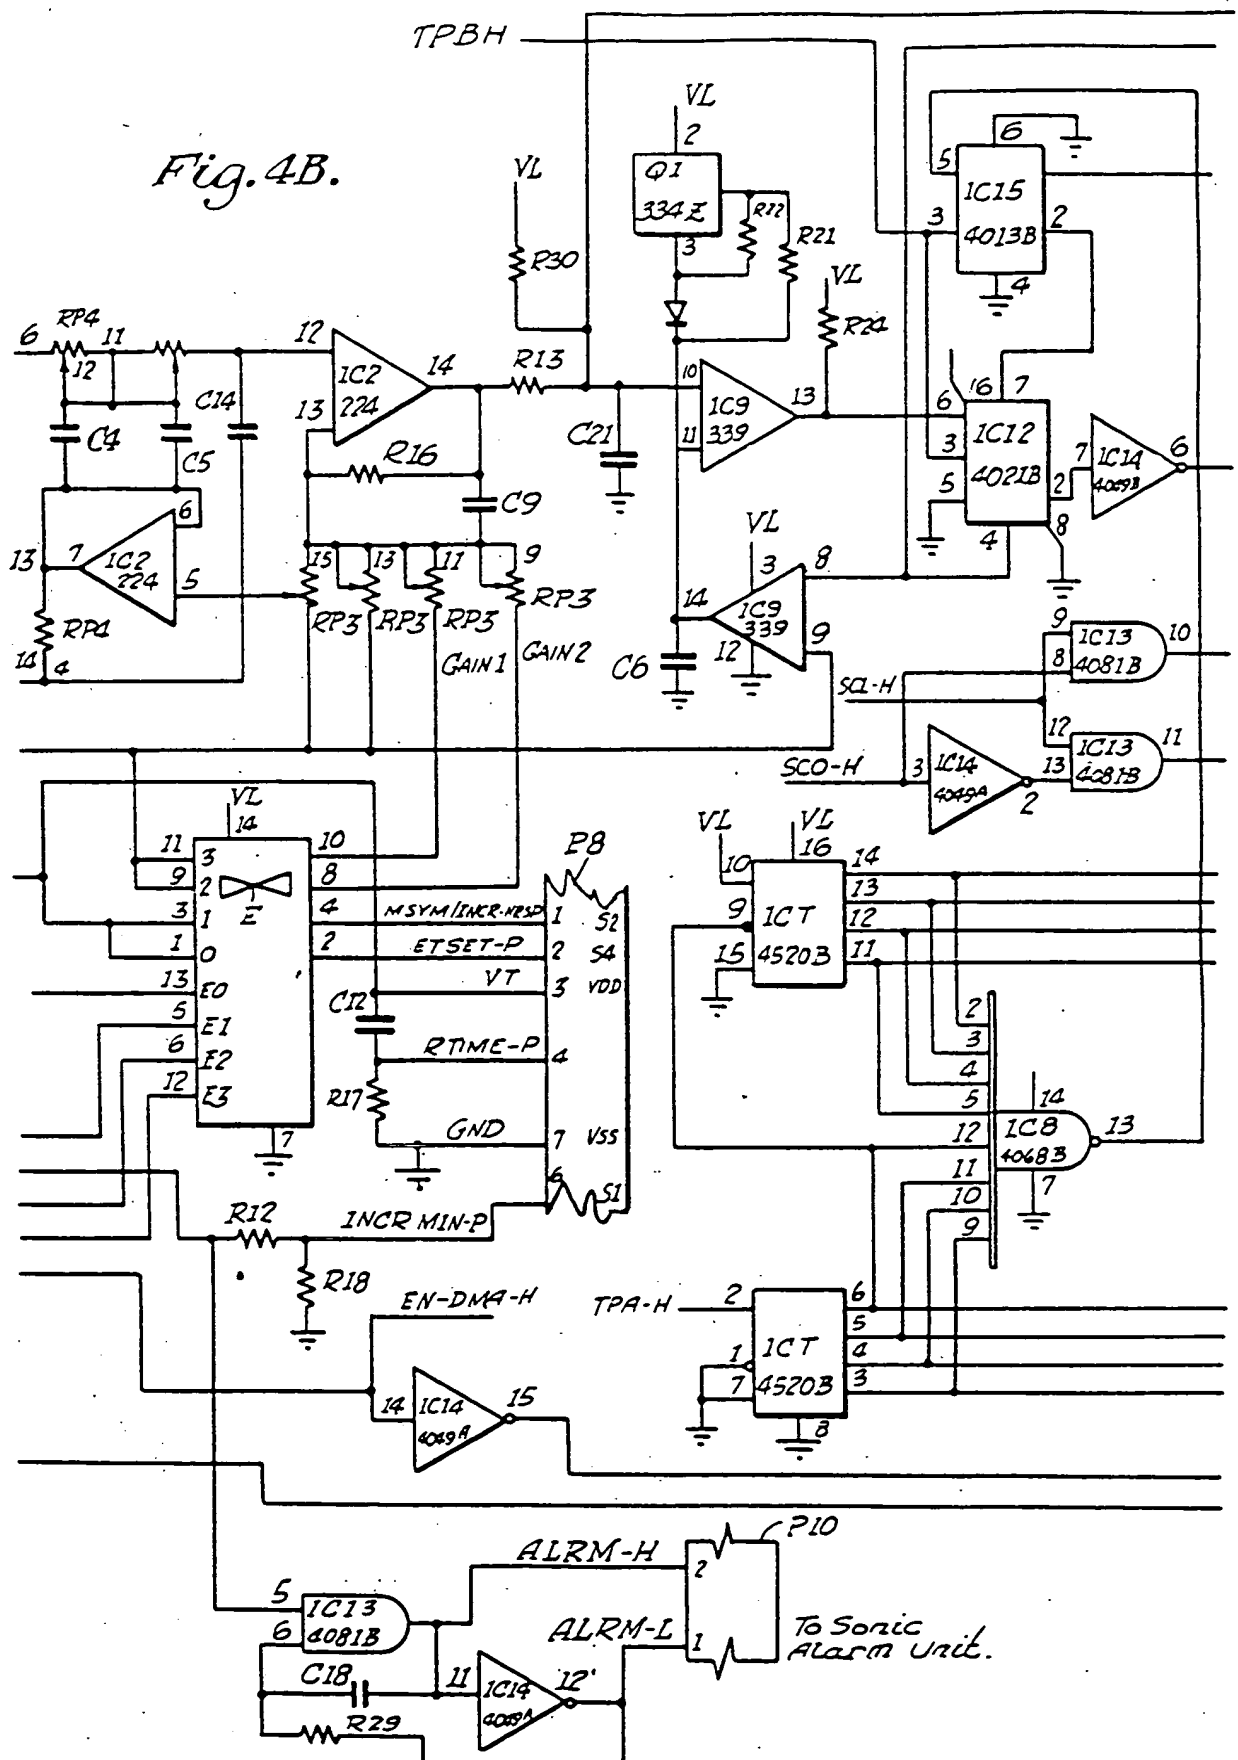 TPBH
Fig. 4B.
VL
2
Q1
334Z
3
R22
R21
VL
R30
VL
R24
6
5
IC15
4013B
3
2
4
6
RP4
11
12
12
IC2
224
14
13
R13
C14
C4
C5
R16
C9
C21
10
11
IC9
339
13
16
7
6
3
5
IC12
4021B
2
8
4
7
IC14
4049B
6
13
7
IC2
224
6
5
RP4
14
4
15
13
11
9
RP3
RP3
RP3
RP3
GAIN 1
GAIN 2
VL
3
8
14
IC9
339
9
12
C6
9
8
IC13
4081B
10
SCL-H
12
13
IC13
4081B
11
SCO-H
3
IC14
4049A
2
VL
14
11
3
10
9
2
8
E
3
1
4
1
0
2
13
E0
5
E1
6
E2
12
E3
7
MSYM/INCR-HRSP
ETSET-P
VT
C12
RTIME-P
R17
GND
P8
1
S2
2
S4
3
VDD
4
7
VSS
6
S1
INCR MIN-P
R12
R18
VL
VL
10
16
9
ICT
4520B
15
14
13
12
11
2
3
4
5
12
11
10
9
14
IC8
4068B
13
7
TPA-H
2
1
7
ICT
4520B
6
5
4
3
8
EN-DMA-H
14
IC14
4049A
15
5
6
IC13
4081B
ALRM-H
ALRM-L
P10
2
1
To Sonic
Alarm Unit.
C18
11
IC14
4049A
12
R29